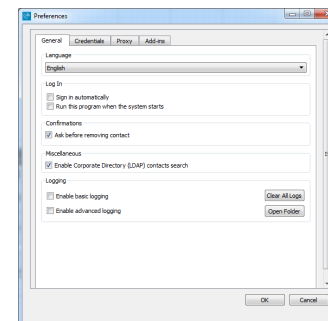 Preferences
General Credentials Proxy Add-ins
Language
English
Log In
Sign in automatically
Run this program when the system starts
Confirmations
Ask before removing contact
Miscellaneous
Enable Corporate Directory (LDAP) contacts search
Logging
Enable basic logging Clear All Logs
Enable advanced logging Open Folder
OK Cancel